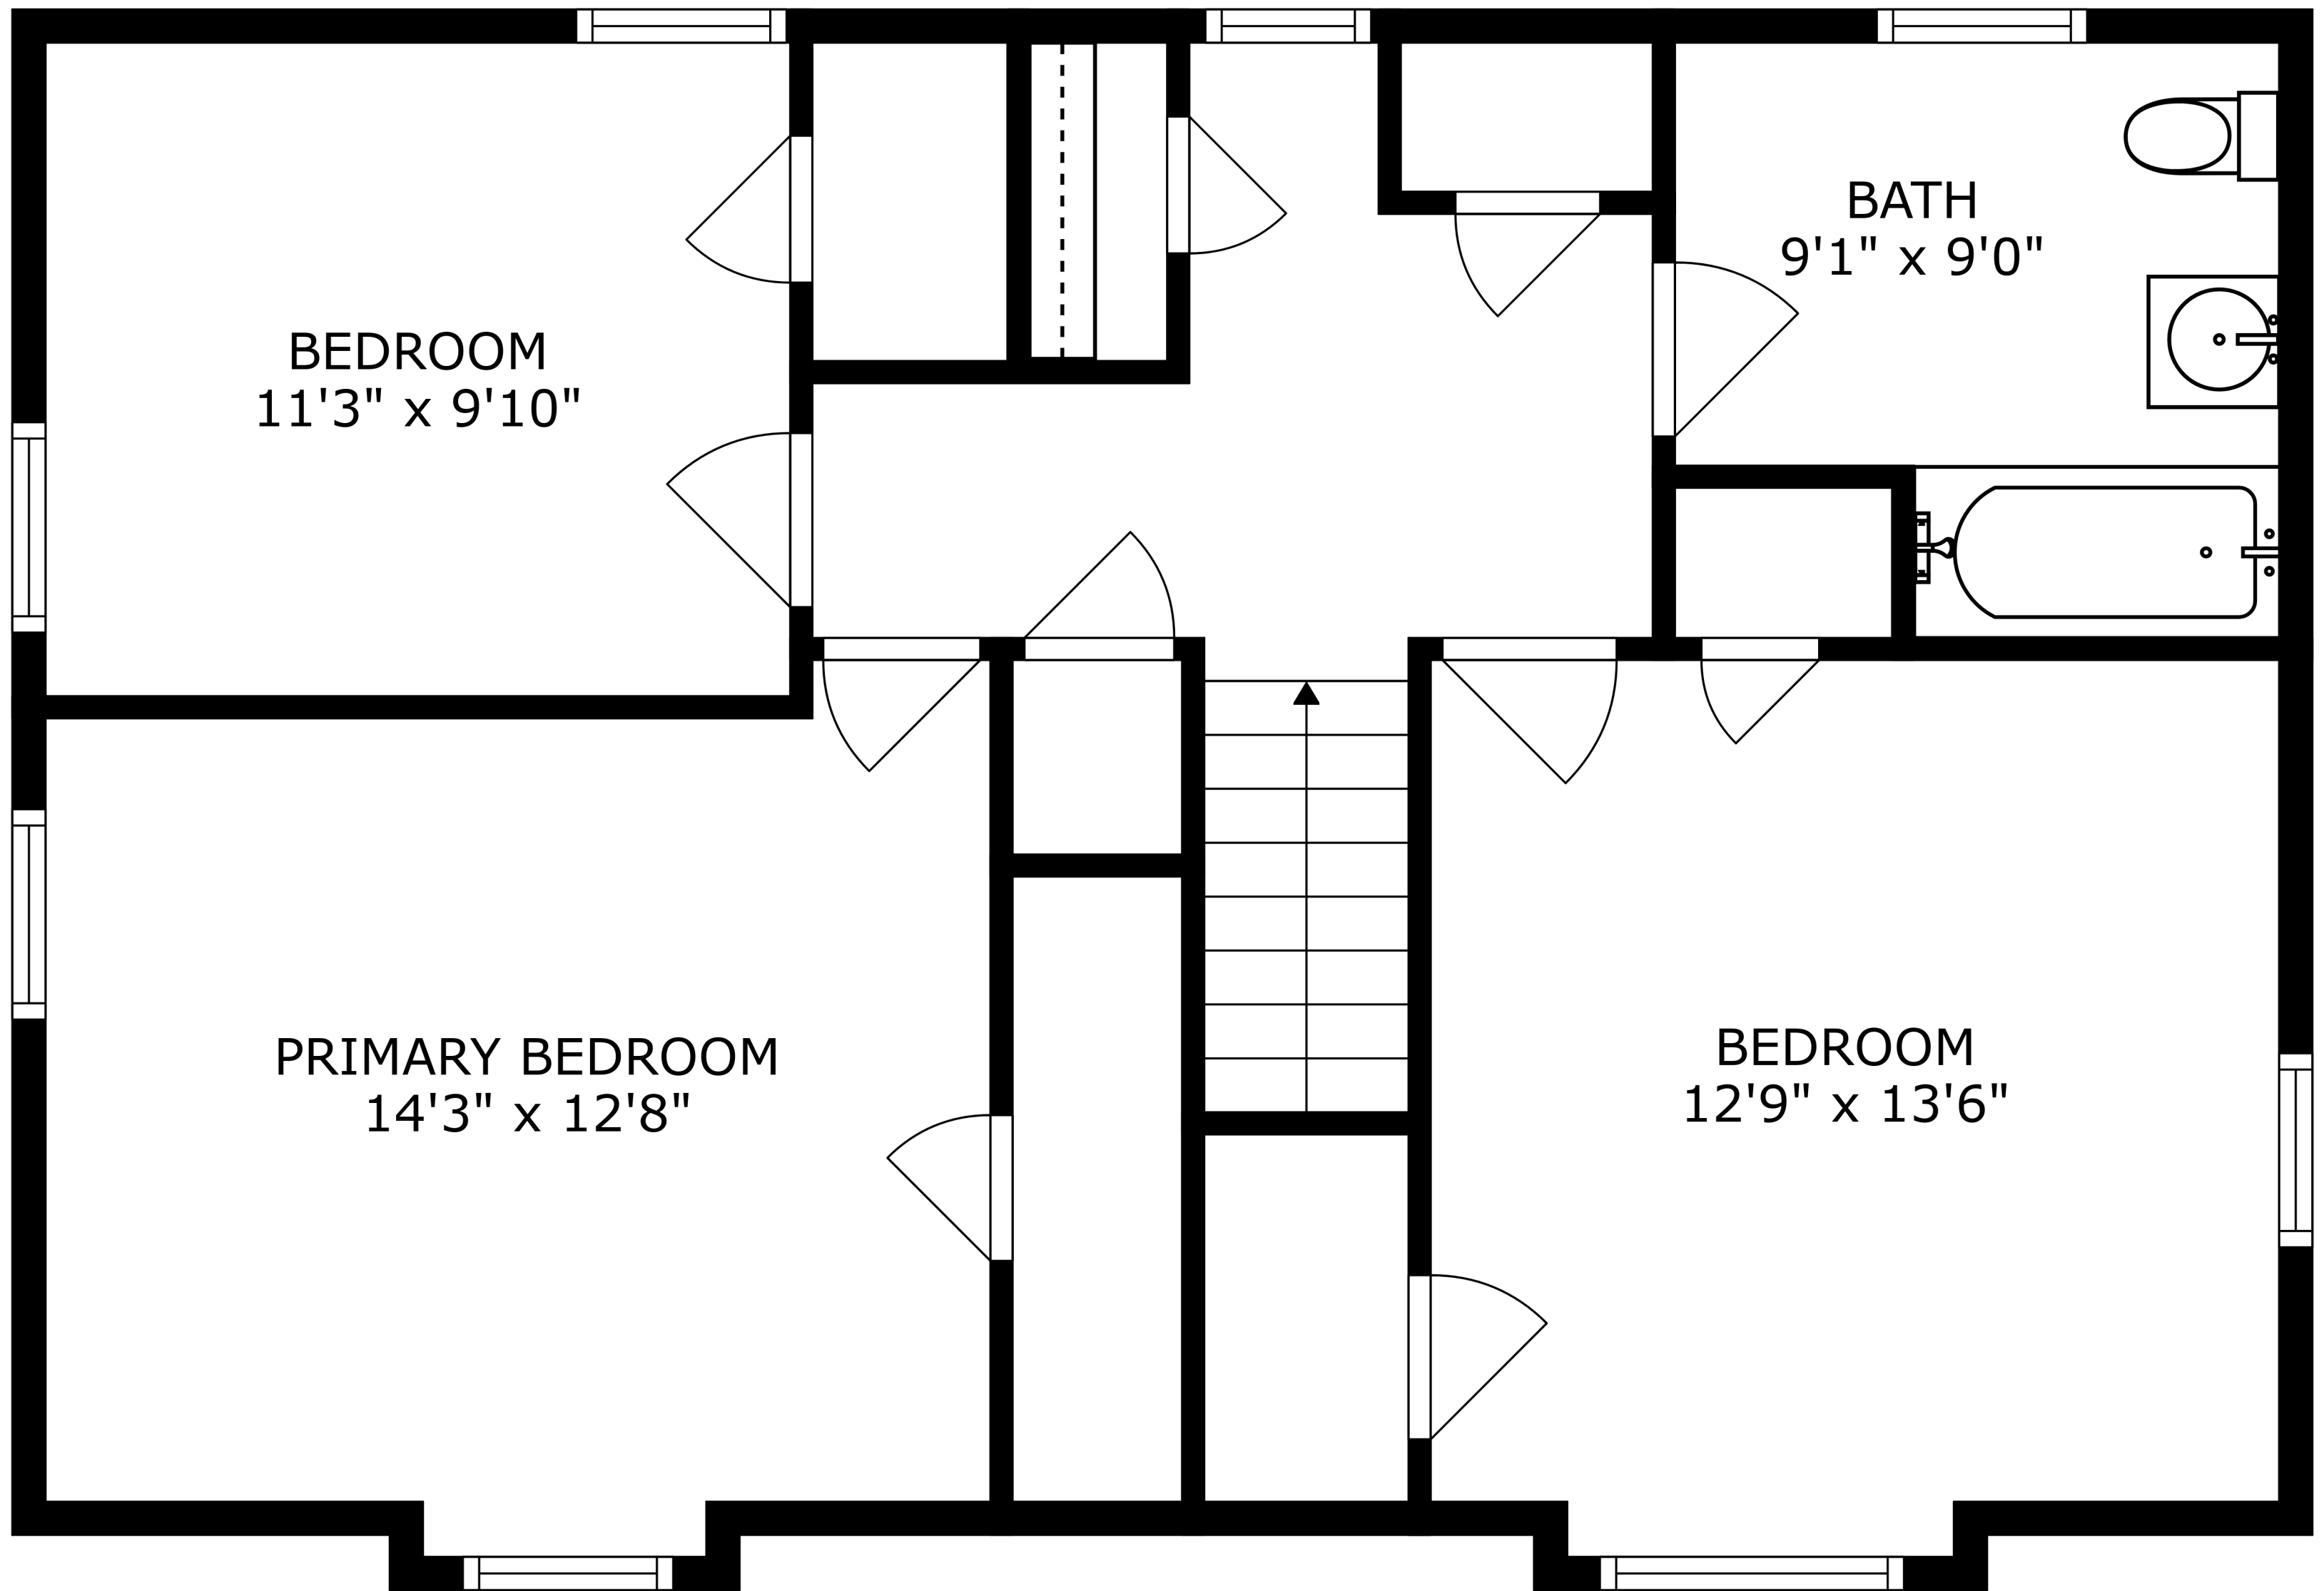 BATH
9'1" x 9'0"
BEDROOM
11'3" x 9'10"
PRIMARY BEDROOM
14'3" x 12'8"
BEDROOM
12'9" x 13'6"